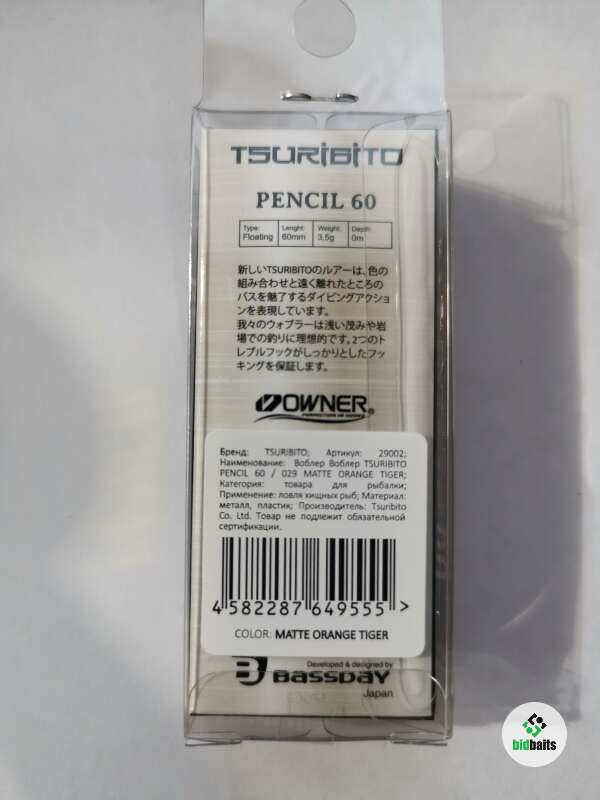 TSURIBITO
PENCIL 60
Type: Lenght: Weight: Depth:
Floating 60mm 3,5g 0m
新しいTSURIBITOのルアーは、色の
組み合わせと遠く離れたところの
バスを魅了するダイビングアクショ
ンを表現しています。
我々のウォブラーは浅い茂みや岩
場での釣りに理想的です。2つのト
レブルフックがしっかりとしたフッ
キングを保証します。
OWNER®
Бренд: TSURIBITO; Артикул: 29002;
Наименование: Воблер Воблер TSURIBITO
PENCIL 60 / 029 MATTE ORANGE TIGER;
Категория: товара для рыбалки;
Применение: ловля хищных рыб; Материал:
металл, пластик; Производитель: Tsuribito
Co. Ltd. Товар не подлежит обязательной
сертификации.
4 582287 649555 >
COLOR: MATTE ORANGE TIGER
Developed & designed by
BASSDAY
Japan
bidbaits